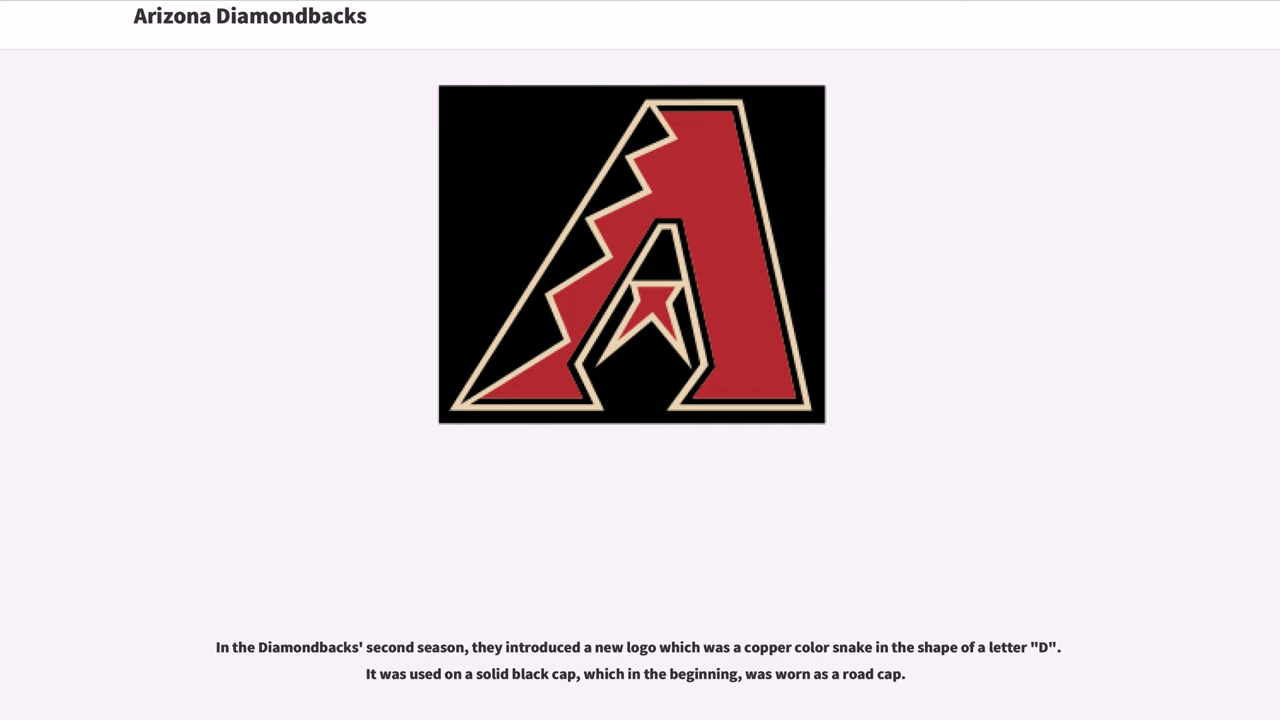 Arizona Diamondbacks
In the Diamondbacks' second season, they introduced a new logo which was a copper color snake in the shape of a letter "D".
It was used on a solid black cap, which in the beginning, was worn as a road cap.